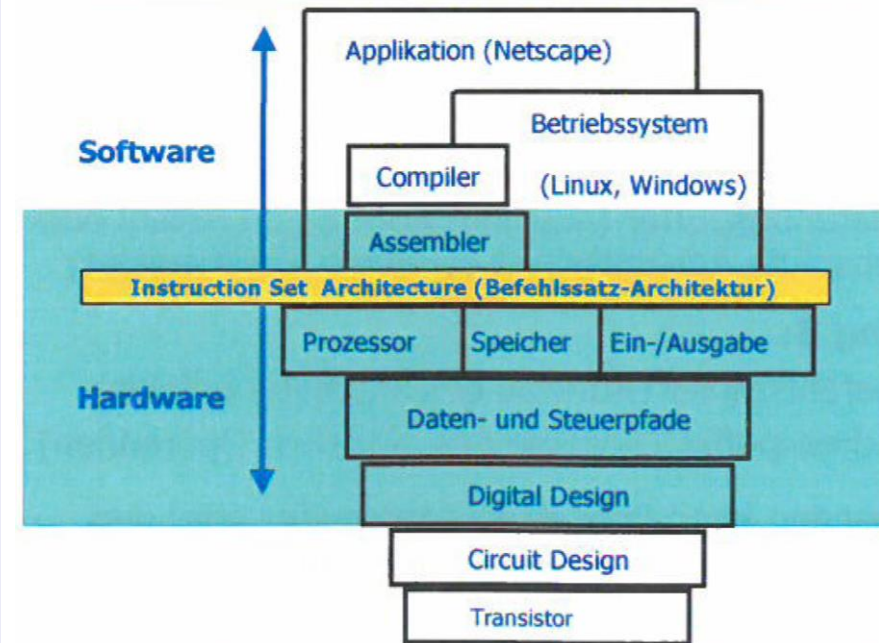 Applikation (Netscape)
Betriebssystem
Software
Compiler
(Linux, Windows)
Assembler
Instruction Set Architecture (Befehlssatz-Architektur)
Prozessor
Speicher
Ein-/Ausgabe
Hardware
Daten- und Steuerpfade
Digital Design
Circuit Design
Transistor